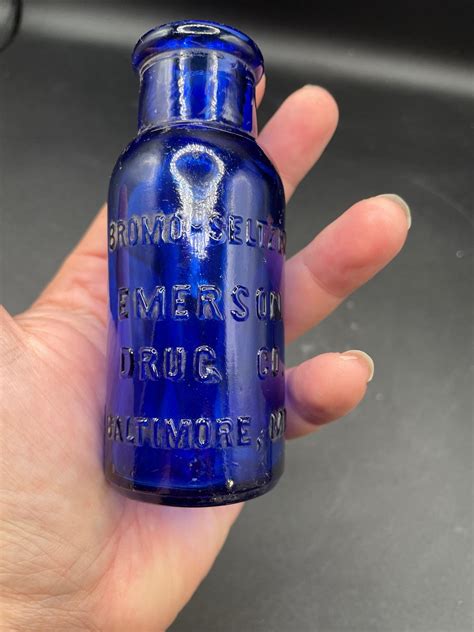 BROMO-SELTZER
EMERSON
DRUG CO.
BALTIMORE, MD